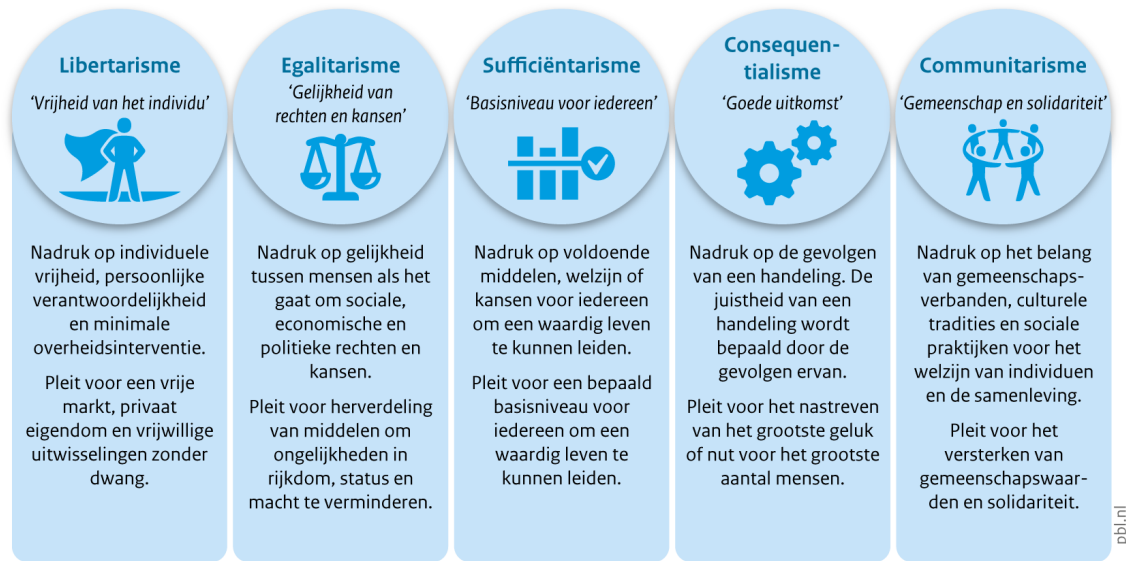 Libertarisme
‘Vrijheid van het individu’
Nadruk op individuele
vrijheid, persoonlijke
verantwoordelijkheid
en minimale
overheidsinterventie.
Pleit voor een vrije
markt, privaat
eigendom en vrijwillige
uitwisselingen zonder
dwang.
Egalitarisme
‘Gelijkheid van
rechten en kansen’
Nadruk op gelijkheid
tussen mensen als het
gaat om sociale,
economische en
politieke rechten en
kansen.
Pleit voor herverdeling
van middelen om
ongelijkheden in
rijkdom, status en
macht te verminderen.
Sufficiëntarisme
‘Basisniveau voor iedereen’
Nadruk op voldoende
middelen, welzijn of
kansen voor iedereen
om een waardig leven
te kunnen leiden.
Pleit voor een bepaald
basisniveau voor
iedereen om een
waardig leven te
kunnen leiden.
Consequen-
tialisme
‘Goede uitkomst’
Nadruk op de gevolgen
van een handeling. De
juistheid van een
handeling wordt
bepaald door de
gevolgen ervan.
Pleit voor het nastreven
van het grootste geluk
of nut voor het grootste
aantal mensen.
Communitarisme
‘Gemeenschap en solidariteit’
Nadruk op het belang
van gemeenschaps-
verbanden, culturele
tradities en sociale
praktijken voor het
welzijn van individuen
en de samenleving.
Pleit voor het
versterken van
gemeenschapswaar-
den en solidariteit.
pbl.nl